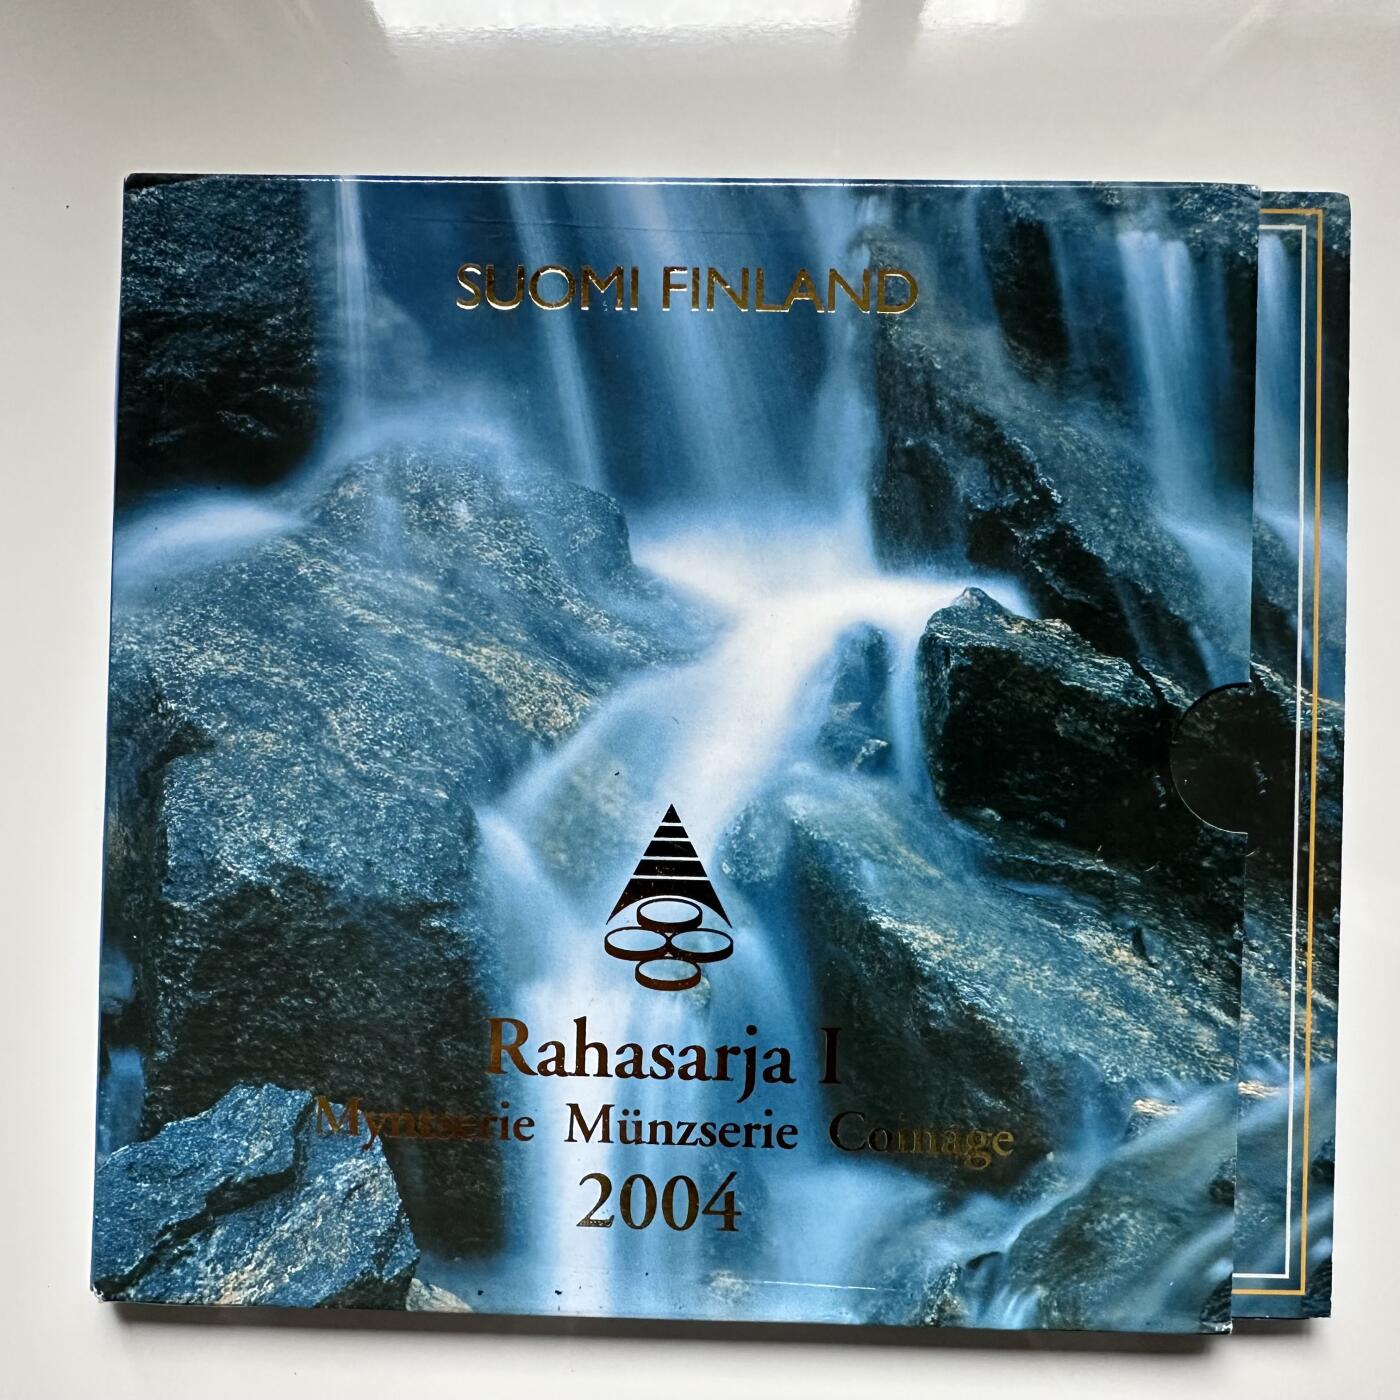 SUOMI FINLAND
Rahasarja I
Myntserie Münzserie Coinage
2004